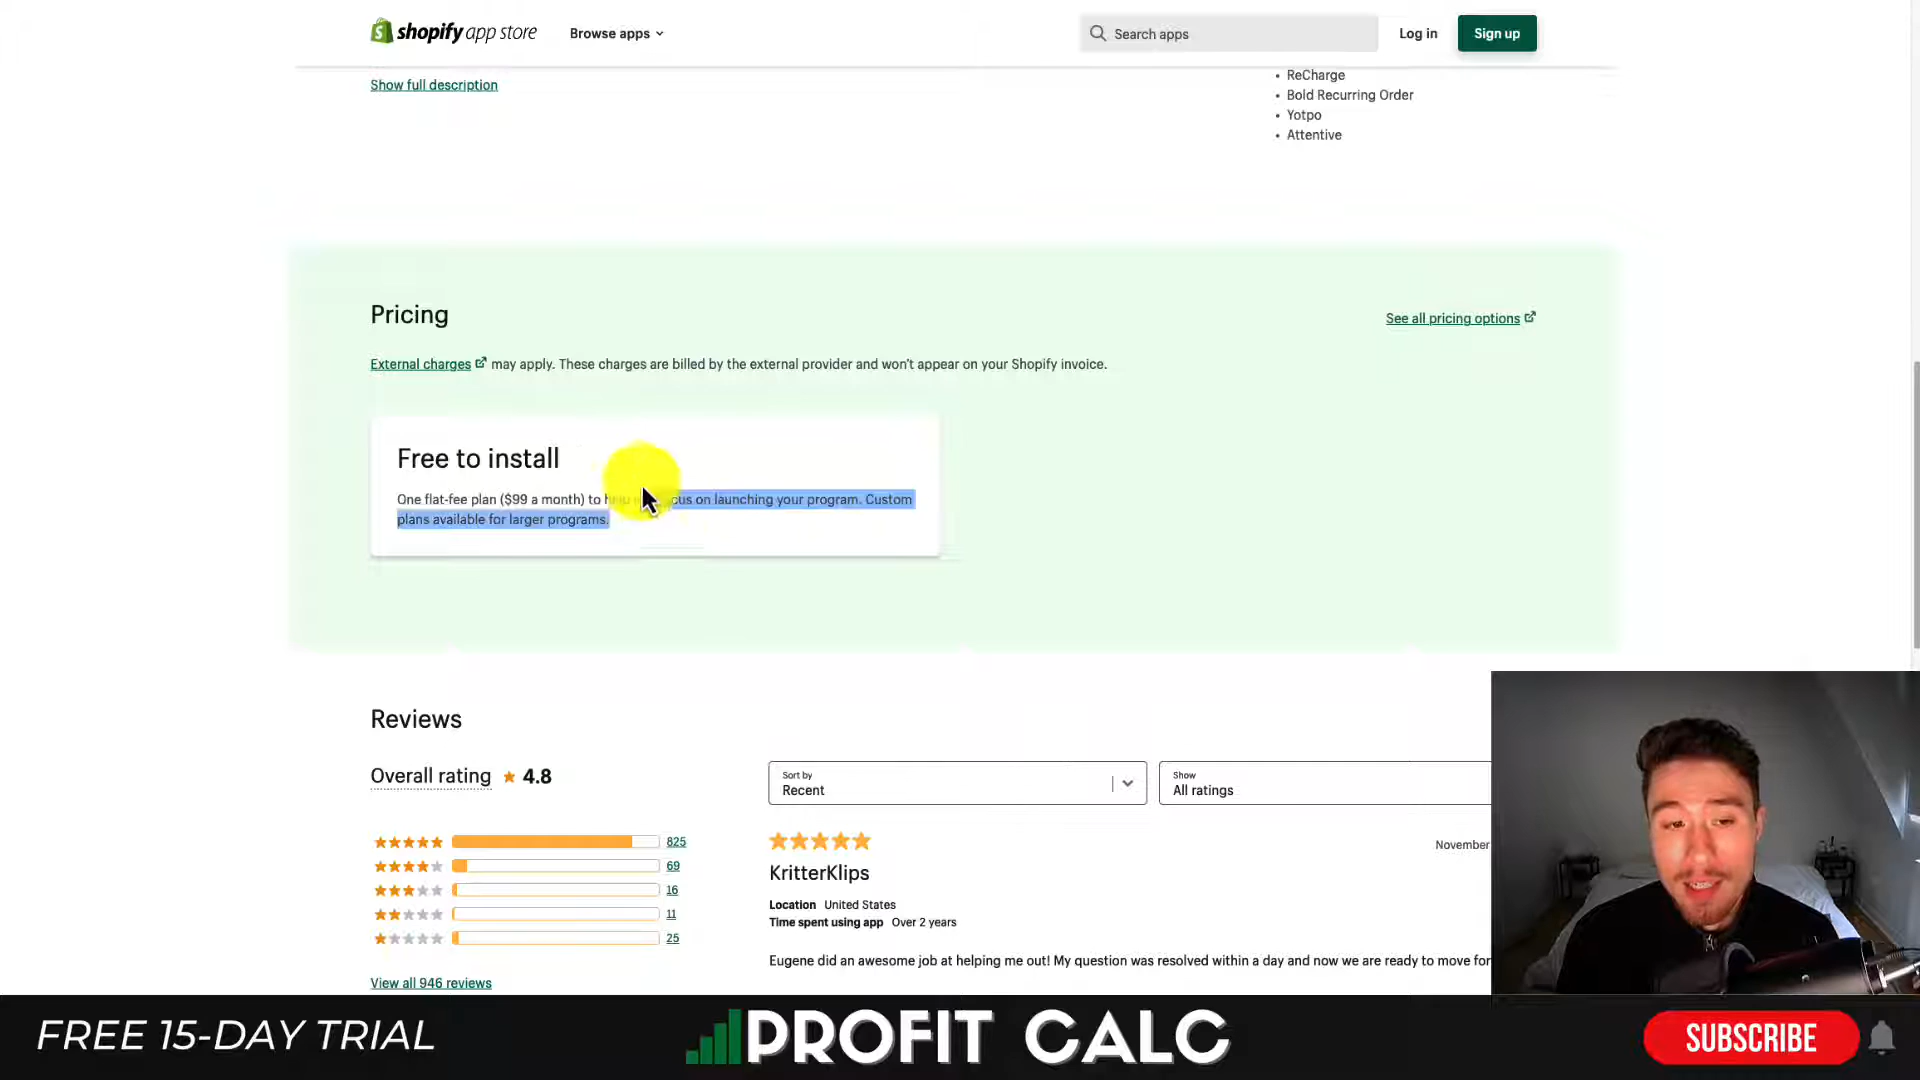 shopify app store Browse apps Search apps Log in Sign up
Show full description
• ReCharge
• Bold Recurring Order
• Yotpo
• Attentive
Pricing
See all pricing options
External charges may apply. These charges are billed by the external provider and won't appear on your Shopify invoice.
Free to install
One flat-fee plan ($99 a month) to on launching your program. Custom
plans available for larger programs.
Reviews
Overall rating 4.8
Sort by
Recent
Show
All ratings
825
69
16
11
25
View all 946 reviews
November
KritterKlips
Location United States
Time spent using app Over 2 years
Eugene did an awesome job at helping me out! My question was resolved within a day and now we are ready to move for
FREE 15-DAY TRIAL
PROFIT CALC
SUBSCRIBE